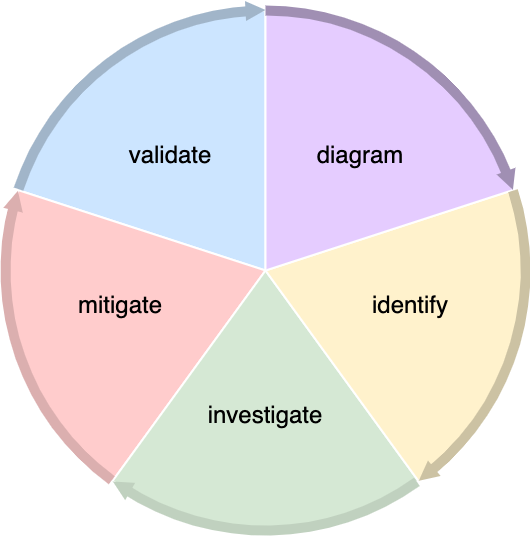 validate
diagram
mitigate
identify
investigate